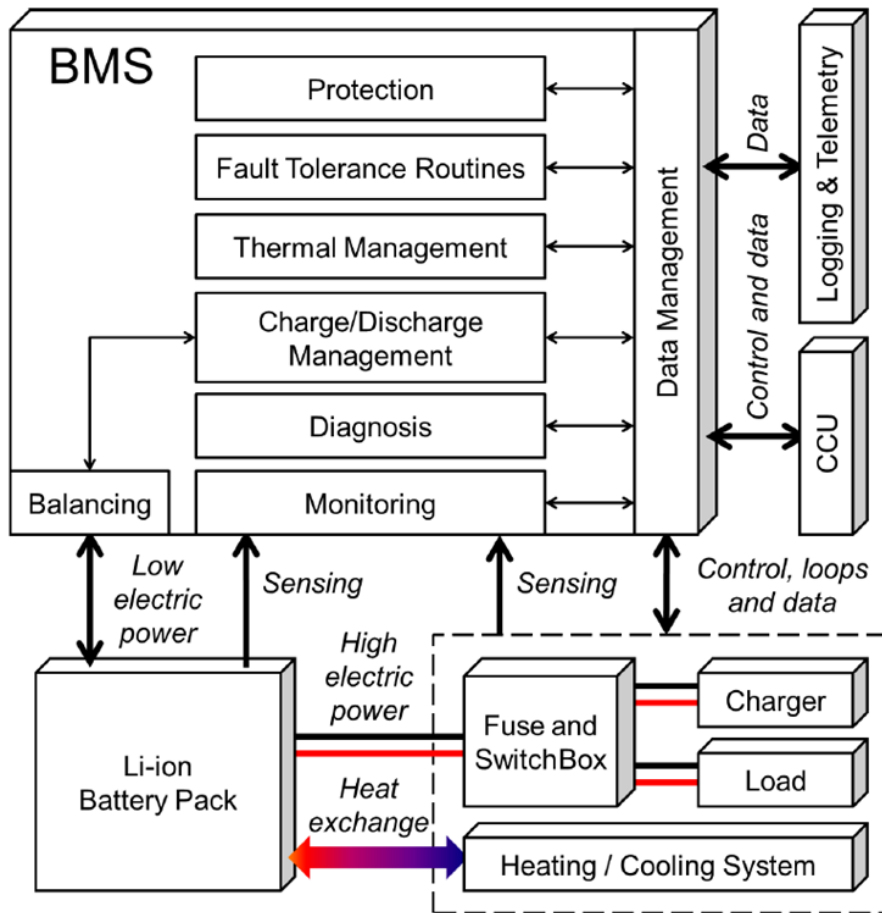 BMS
Protection
Fault Tolerance Routines
Thermal Management
Charge/Discharge
Management
Diagnosis
Monitoring
Balancing
Data Management
Data
Control and data
Logging & Telemetry
CCU
Low
electric
power
Sensing
Sensing
Control, loops
and data
High
electric
power
Li-ion
Battery Pack
Fuse and
SwitchBox
Charger
Load
Heat
exchange
Heating / Cooling System